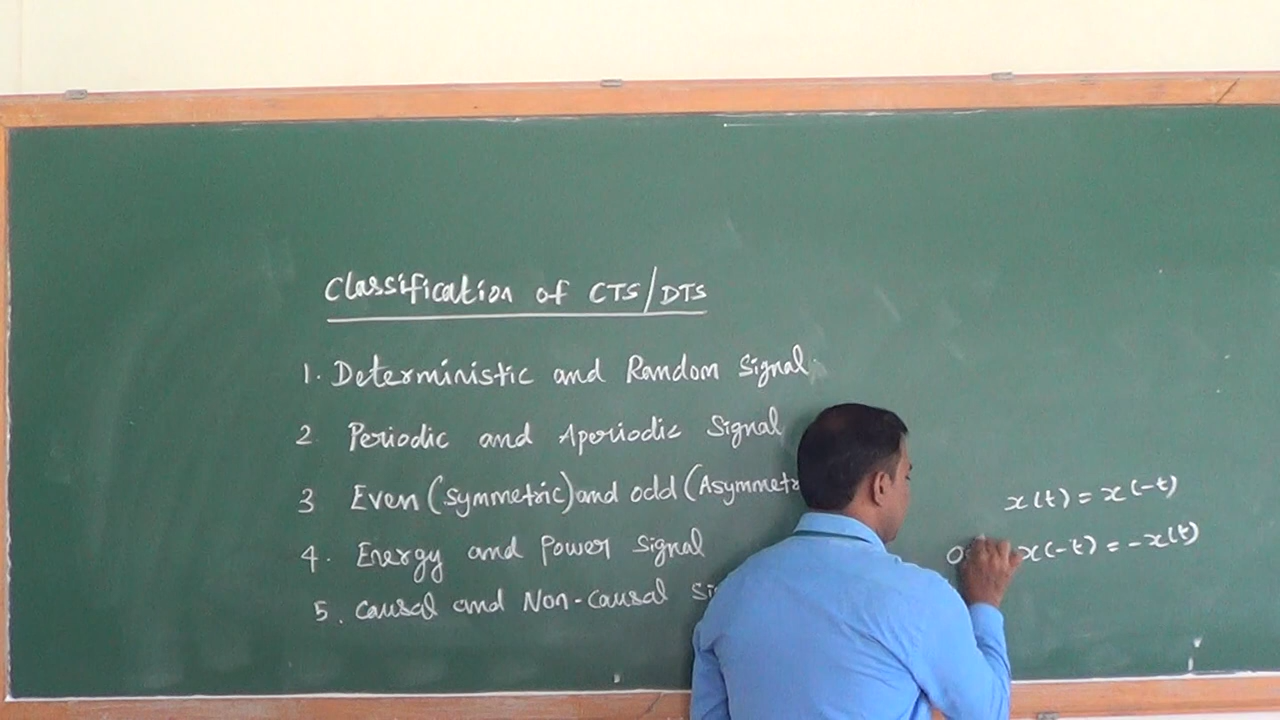 Classification of CTS/DTS
1. Deterministic and Random Signal
2. Periodic and Aperiodic Signal
3 Even (symmetric) and odd (Asymmetr
4. Energy and Power Signal
5. Causal and Non-Causal
x(t) = x(-t)
x(-t) = -x(t)